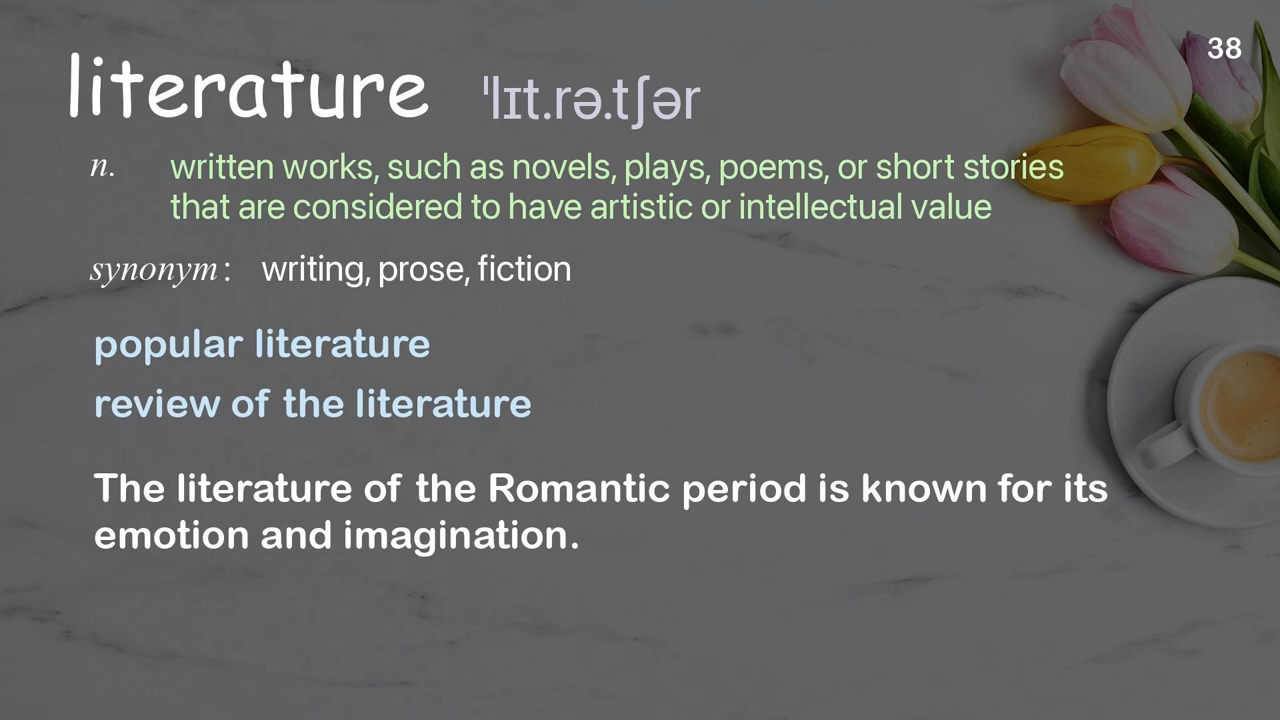 38
literature ˈlɪt.rə.tʃər
n. written works, such as novels, plays, poems, or short stories
that are considered to have artistic or intellectual value
synonym: writing, prose, fiction
popular literature
review of the literature
The literature of the Romantic period is known for its
emotion and imagination.